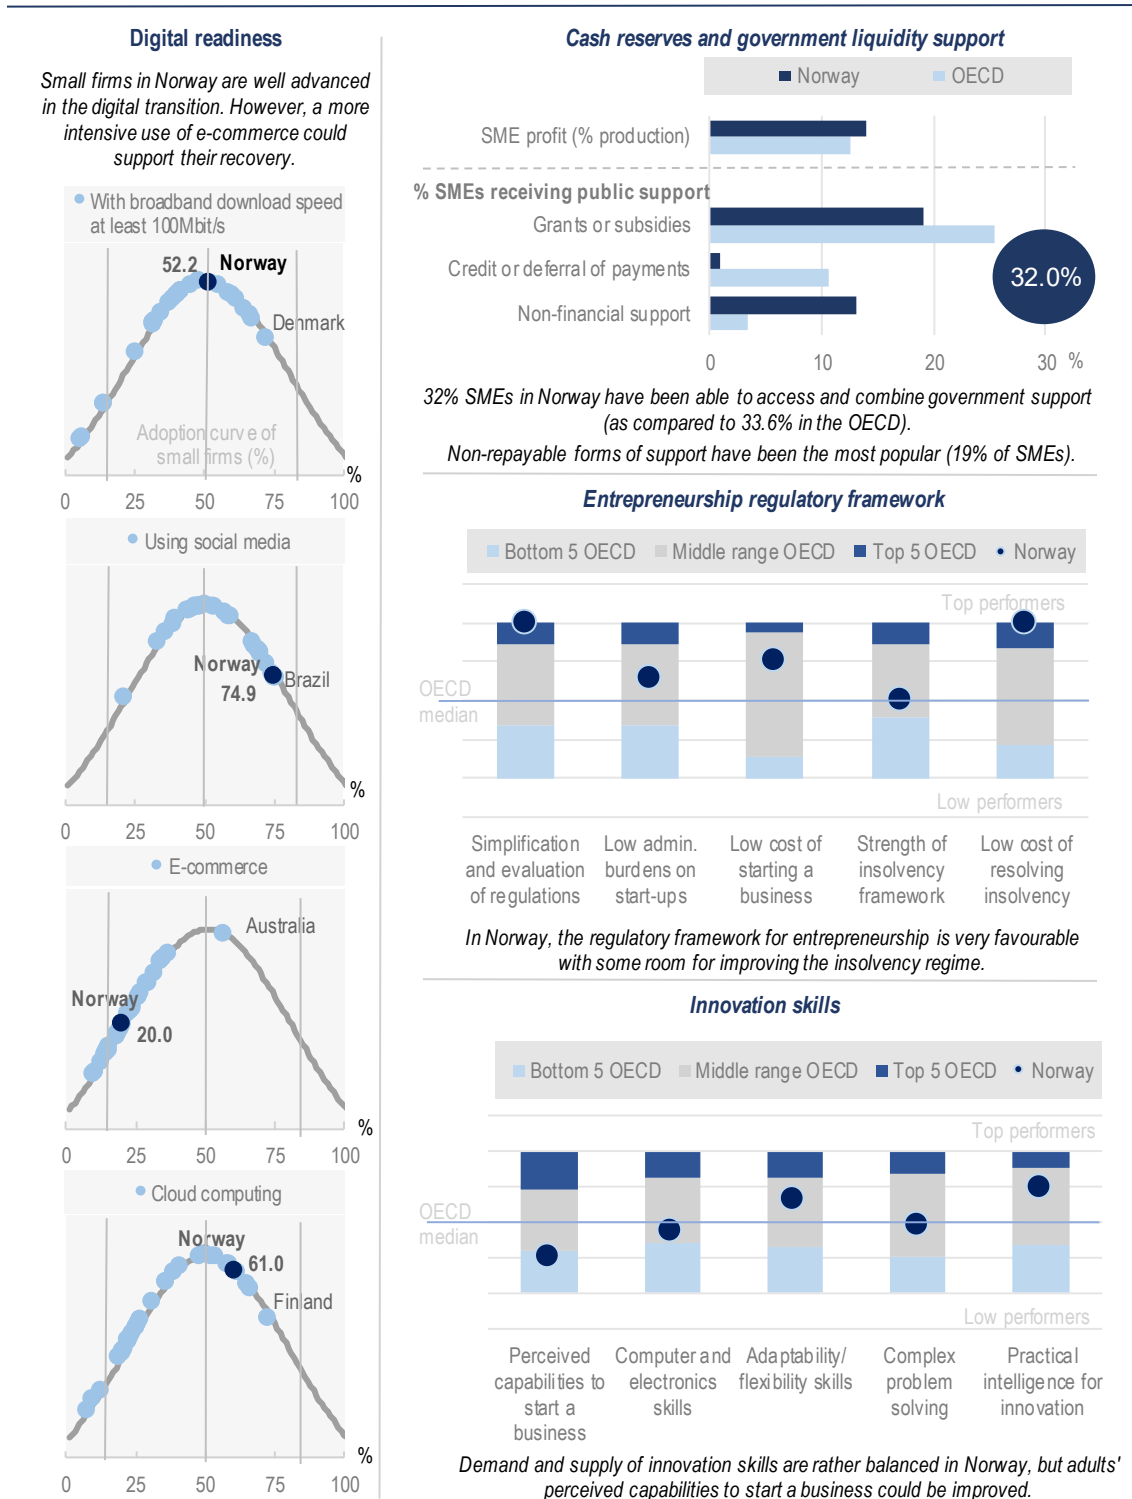 Digital readiness
Small firms in Norway are well advanced
in the digital transition. However, a more
intensive use of e-commerce could
support their recovery.
With broadband download speed
at least 100Mbit/s
52.2 Norway
Denmark
Adoption curve of
small firms (%)
%
0 25 50 75 100
Using social media
Norway
74.9
Brazil
%
0 25 50 75 100
E-commerce
Australia
Norway
20.0
%
0 25 50 75 100
Cloud computing
Norway
61.0
Finland
%
0 25 50 75 100
Cash reserves and government liquidity support
Norway OECD
SME profit (% production)
% SMEs receiving public support
Grants or subsidies
Credit or deferral of payments
Non-financial support
32.0%
0 10 20 30 %
32% SMEs in Norway have been able to access and combine government support
(as compared to 33.6% in the OECD).
Non-repayable forms of support have been the most popular (19% of SMEs).
Entrepreneurship regulatory framework
Bottom 5 OECD Middle range OECD Top 5 OECD Norway
Top performers
OECD
median
Low performers
Simplification
and evaluation
of regulations
Low admin.
burdens on
start-ups
Low cost of
starting a
business
Strength of
insolvency
framework
Low cost of
resolving
insolvency
In Norway, the regulatory framework for entrepreneurship is very favourable
with some room for improving the insolvency regime.
Innovation skills
Bottom 5 OECD Middle range OECD Top 5 OECD Norway
Top performers
OECD
median
Low performers
Perceived
capabilities to
start a
business
Computer and
electronics
skills
Adaptability/
flexibility skills
Complex
problem
solving
Practical
intelligence for
innovation
Demand and supply of innovation skills are rather balanced in Norway, but adults'
perceived capabilities to start a business could be improved.